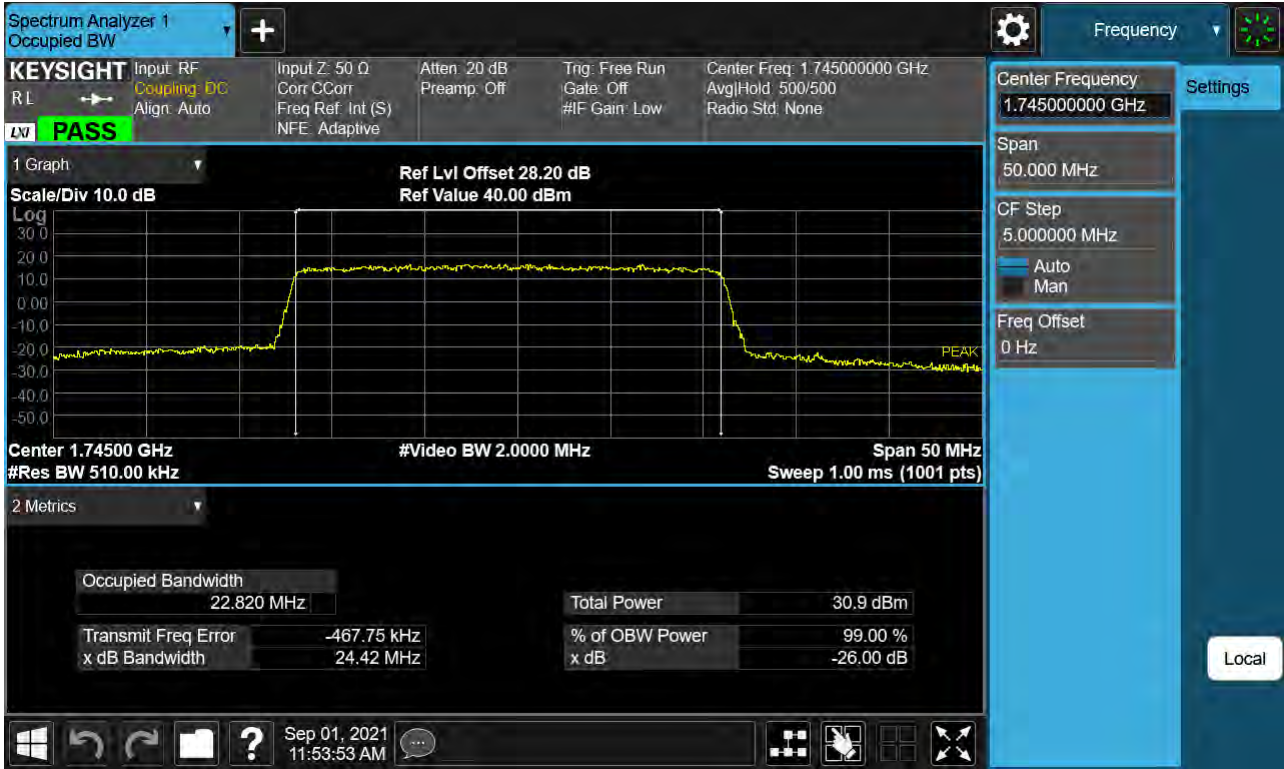 Spectrum Analyzer 1
Occupied BW
Frequency
KEYSIGHT
R L
LXI
PASS
Input: RF
Coupling: DC
Align: Auto
Input Z: 50 Ω
Corr CCorr
Freq Ref: Int (S)
NFE: Adaptive
Atten: 20 dB
Preamp: Off
Trig: Free Run
Gate: Off
#IF Gain: Low
Center Freq: 1.745000000 GHz
Avg|Hold: 500/500
Radio Std: None
1 Graph
Scale/Div 10.0 dB
Ref Lvl Offset 28.20 dB
Ref Value 40.00 dBm
Log
30.0
20.0
10.0
0.00
-10.0
-20.0
-30.0
-40.0
-50.0
PEAK
Center 1.74500 GHz
#Video BW 2.0000 MHz
Span 50 MHz
#Res BW 510.00 kHz
Sweep 1.00 ms (1001 pts)
2 Metrics
Occupied Bandwidth
22.820 MHz
Total Power 30.9 dBm
Transmit Freq Error -467.75 kHz
% of OBW Power 99.00 %
x dB Bandwidth 24.42 MHz
x dB -26.00 dB
Sep 01, 2021
11:53:53 AM
?
Center Frequency
1.745000000 GHz
Settings
Span
50.000 MHz
CF Step
5.000000 MHz
Auto
Man
Freq Offset
0 Hz
Local